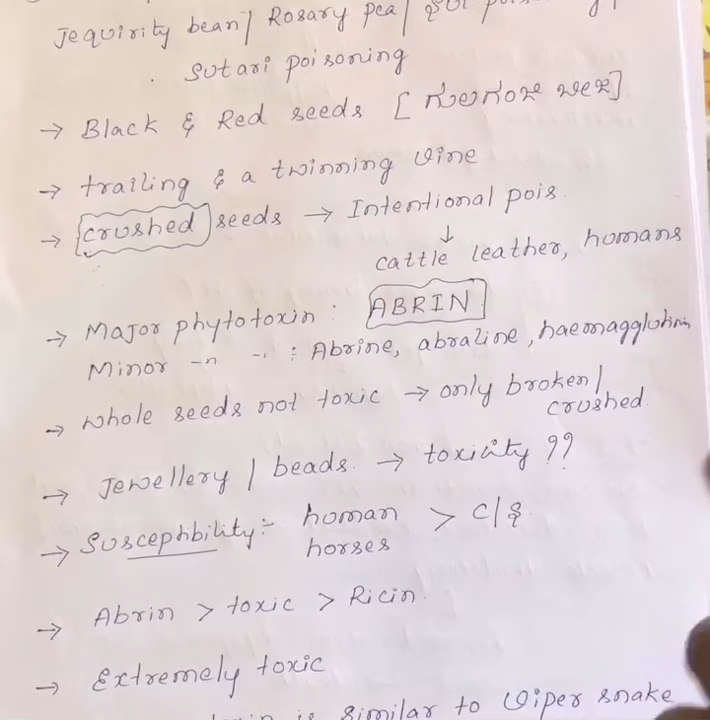 Jequirity bean / Rosary pea /
Sutari poisoning
→ Black & Red seeds [ ಗುಲಗಂಜಿ ಬೀಜ ]
→ trailing & a twinning vine
→ crushed seeds → Intentional pois.
↓
cattle leather, humans
→ Major phytotoxin : ABRIN
Minor -n- : Abrine, abraline, haemagglutinin
→ whole seeds not toxic → only broken /
crushed.
→ Jewellery / beads. → toxicity ??
→ Susceptibility :- human > c/s.
horses
→ Abrin > toxic > Ricin.
→ Extremely toxic
is similar to Viper snake